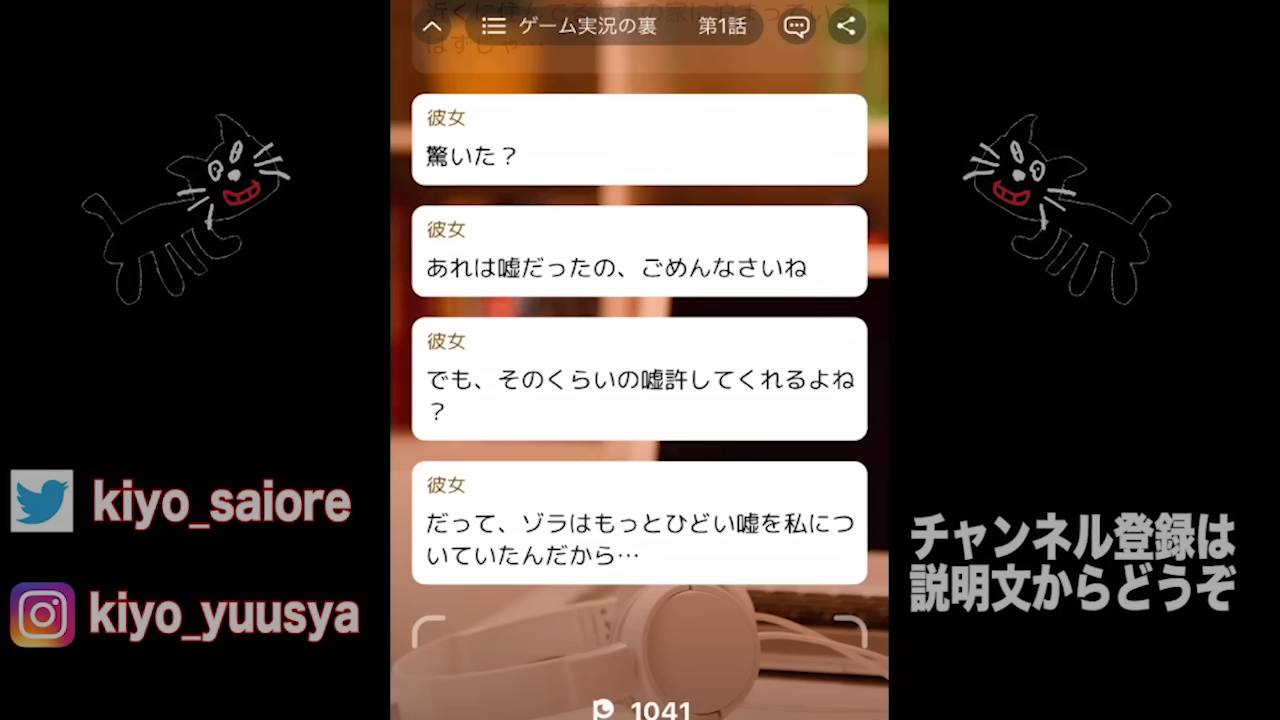 ゲーム実況の裏 第1話
彼女
驚いた？
彼女
あれは嘘だったの、ごめんなさいね
彼女
でも、そのくらいの嘘許してくれるよね
？
彼女
だって、ゾラはもっとひどい嘘を私につ
いていたんだから…
1041
kiyo_saiore
kiyo_yuusya
チャンネル登録は
説明文からどうぞ